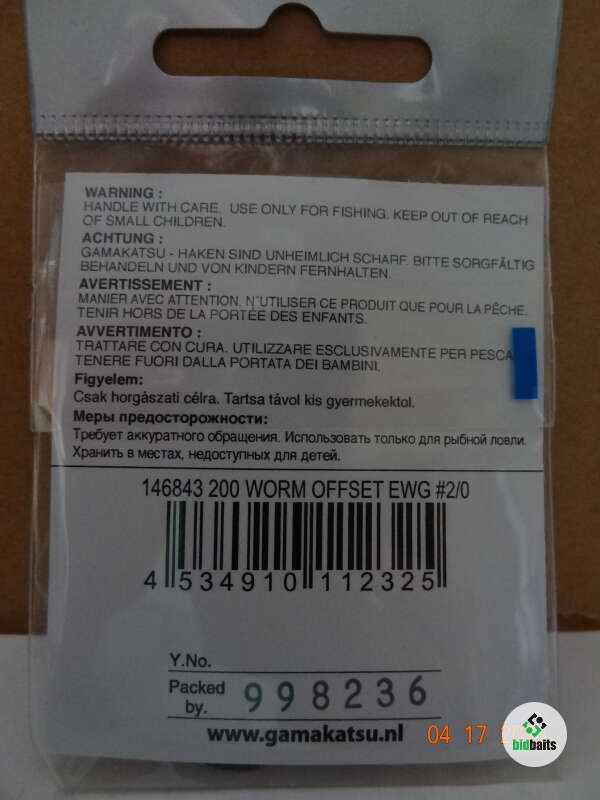 WARNING :
HANDLE WITH CARE. USE ONLY FOR FISHING. KEEP OUT OF REACH
OF SMALL CHILDREN.
ACHTUNG :
GAMAKATSU - HAKEN SIND UNHEIMLICH SCHARF. BITTE SORGFÄLTIG
BEHANDELN UND VON KINDERN FERNHALTEN.
AVERTISSEMENT :
MANIER AVEC ATTENTION. N'UTILISER CE PRODUIT QUE POUR LA PÊCHE.
TENIR HORS DE LA PORTÉE DES ENFANTS.
AVVERTIMENTO :
TRATTARE CON CURA. UTILIZZARE ESCLUSIVAMENTE PER PESCA
TENERE FUORI DALLA PORTATA DEI BAMBINI.
Figyelem:
Csak horgászati célra. Tartsa távol kis gyermekektol.
Меры предосторожности:
Требует аккуратного обращения. Использовать только для рыбной ловли.
Хранить в местах, недоступных для детей.
146843 200 WORM OFFSET EWG #2/0
4 534910 112325
Y.No.
Packed by. 998236
www.gamakatsu.nl
04 17
bidbaits